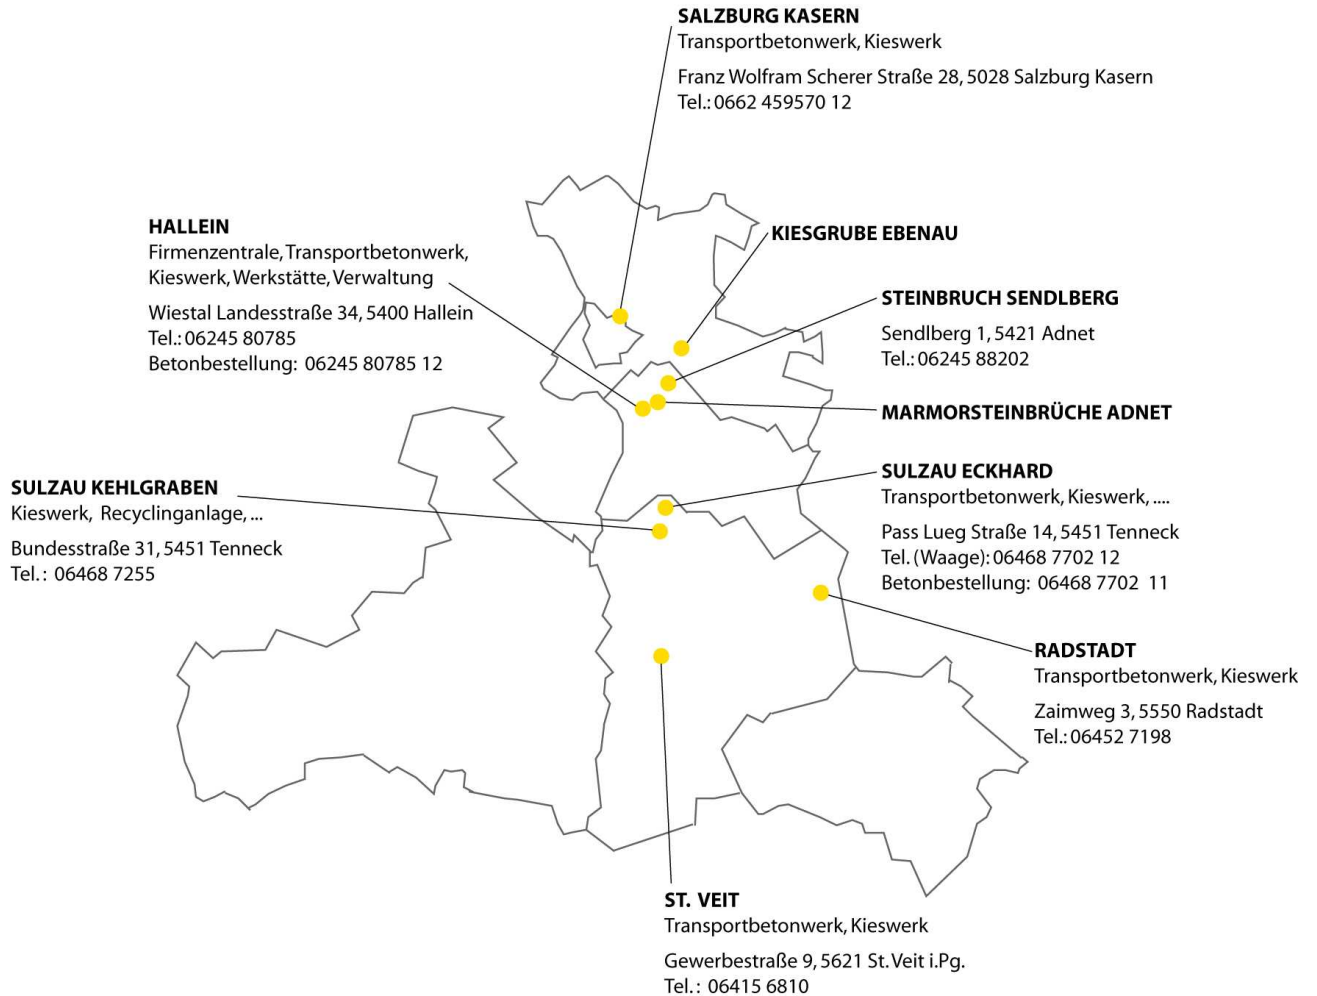 SALZBURG KASERN
Transportbetonwerk, Kieswerk
Franz Wolfram Scherer Straße 28, 5028 Salzburg Kasern
Tel.: 0662 459570 12
HALLEIN
Firmenzentrale, Transportbetonwerk,
Kieswerk, Werkstätte, Verwaltung
Wiestal Landesstraße 34, 5400 Hallein
Tel.: 06245 80785
Betonbestellung: 06245 80785 12
KIESGRUBE EBENAU
STEINBRUCH SENDLBERG
Sendlberg 1, 5421 Adnet
Tel.: 06245 88202
MARMORSTEINBRÜCHE ADNET
SULZAU KEHLGRABEN
Kieswerk, Recyclinganlage, ...
Bundesstraße 31, 5451 Tenneck
Tel.: 06468 7255
SULZAU ECKHARD
Transportbetonwerk, Kieswerk, ....
Pass Lueg Straße 14, 5451 Tenneck
Tel. (Waage): 06468 7702 12
Betonbestellung: 06468 7702 11
RADSTADT
Transportbetonwerk, Kieswerk
Zaimweg 3, 5550 Radstadt
Tel.: 06452 7198
ST. VEIT
Transportbetonwerk, Kieswerk
Gewerbestraße 9, 5621 St. Veit i.Pg.
Tel.: 06415 6810